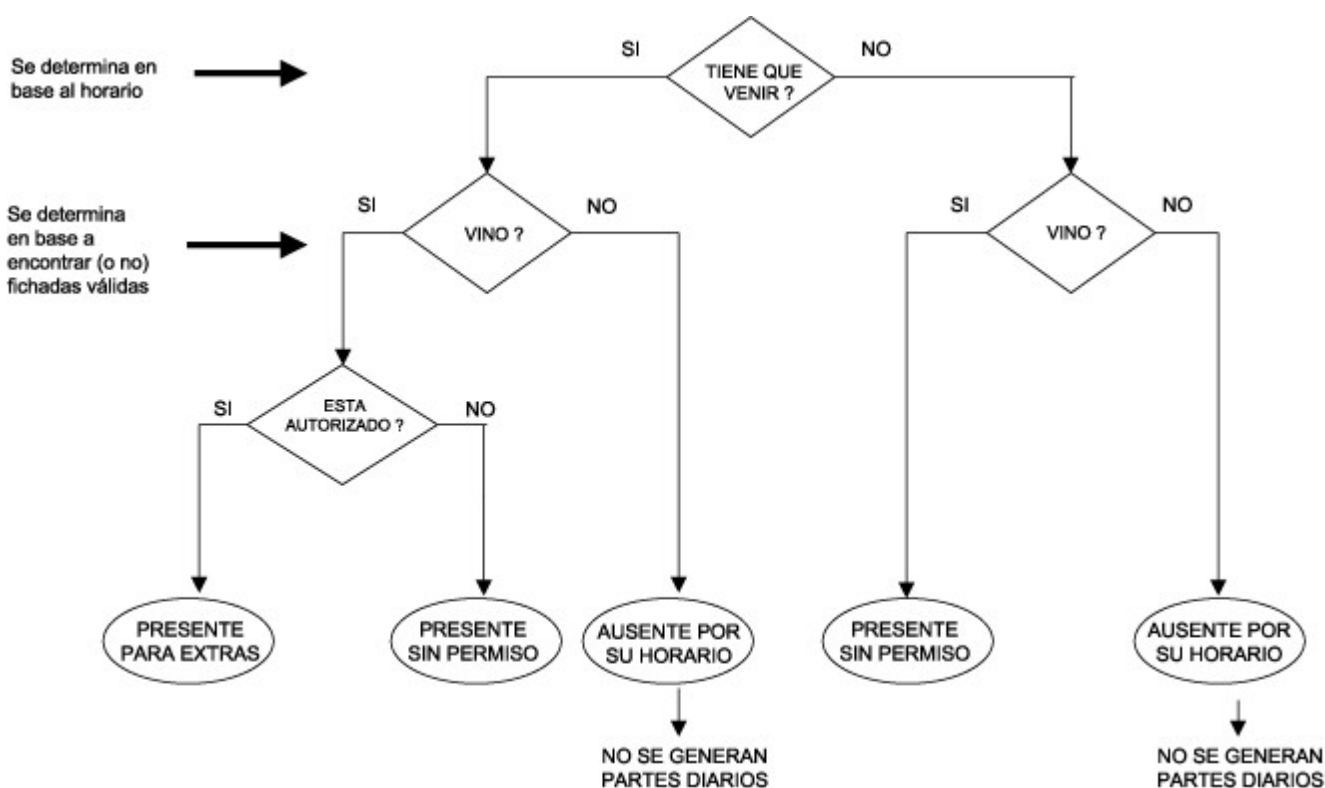 SI
NO
Se determina en
base al horario
TIENE QUE
VENIR ?
Se determina
en base a
encontrar (o no)
fichadas válidas
SI
VINO ?
NO
SI
VINO ?
NO
SI
ESTA
AUTORIZADO ?
NO
PRESENTE
PARA EXTRAS
PRESENTE
SIN PERMISO
AUSENTE POR
SU HORARIO
PRESENTE
SIN PERMISO
AUSENTE POR
SU HORARIO
NO SE GENERAN
PARTES DIARIOS
NO SE GENERAN
PARTES DIARIOS